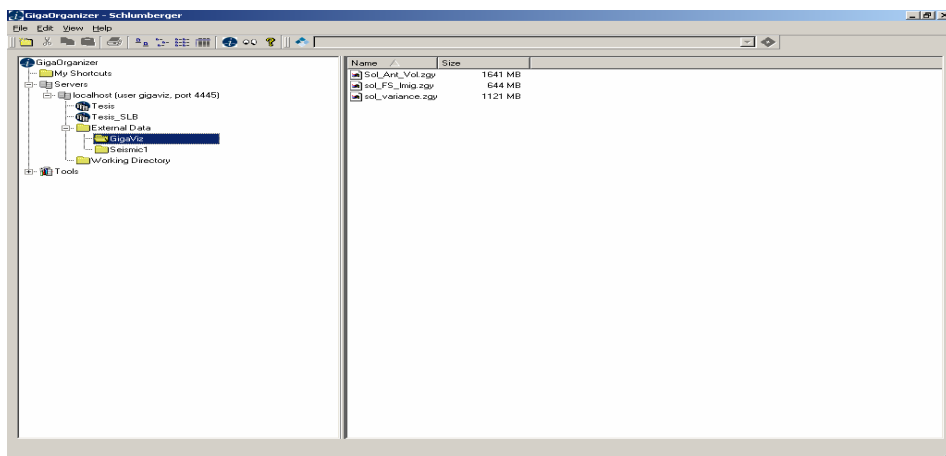 GigaOrganizer - Schlumberger
File Edit View Help
GigaOrganizer
My Shortcuts
Servers
localhost (user gigaviz, port 4445)
Tesis
Tesis_SLB
External Data
GigaViz
Seismic1
Working Directory
Tools
Name Size
Sol_Ant_Vol.zgy 1641 MB
sol_FS_Imig.zgy 644 MB
sol_variance.zgy 1121 MB